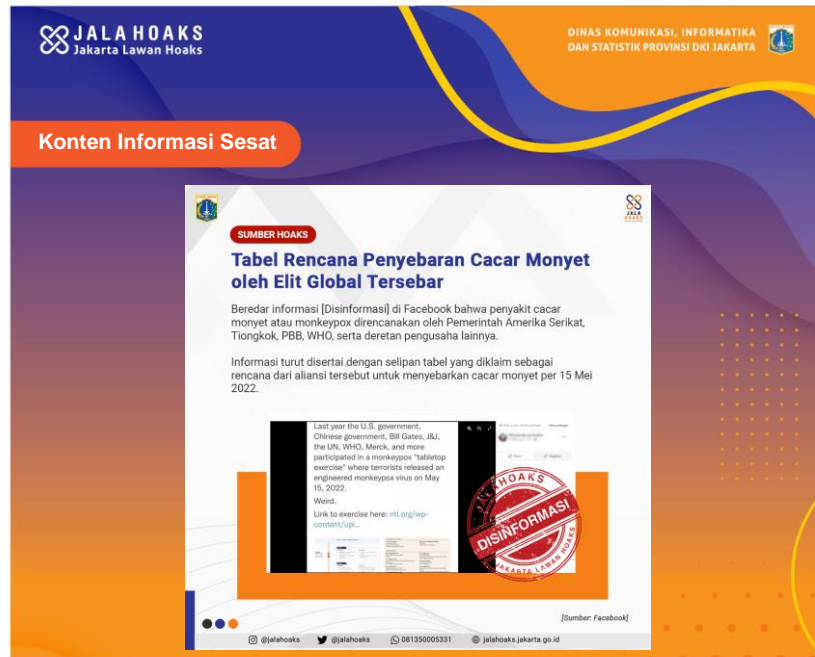 JALA HOAKS
Jakarta Lawan Hoaks
DINAS KOMUNIKASI, INFORMATIKA
DAN STATISTIK PROVINSI DKI JAKARTA
Konten Informasi Sesat
JALA
HOAKS
SUMBER HOAKS
Tabel Rencana Penyebaran Cacar Monyet
oleh Elit Global Tersebar
Beredar informasi [Disinformasi] di Facebook bahwa penyakit cacar
monyet atau monkeypox direncanakan oleh Pemerintah Amerika Serikat,
Tiongkok, PBB, WHO, serta deretan pengusaha lainnya.
Informasi turut disertai dengan selipan tabel yang diklaim sebagai
rencana dari aliansi tersebut untuk menyebarkan cacar monyet per 15 Mei
2022.
Last year the U.S. government,
Chinese government, Bill Gates, J&J,
the UN, WHO, Merck, and more
participated in a monkeypox "tabletop
exercise" where terrorists released an
engineered monkeypox virus on May
15, 2022.
Weird.
Link to exercise here: nti.org/wp-
content/upl...
JALAHOAKS
DISINFORMASI
JAKARTA LAWAN HOAKS
[Sumber: Facebook]
@jalahoaks @jalahoaks 081350005331 jalahoaks.jakarta.go.id